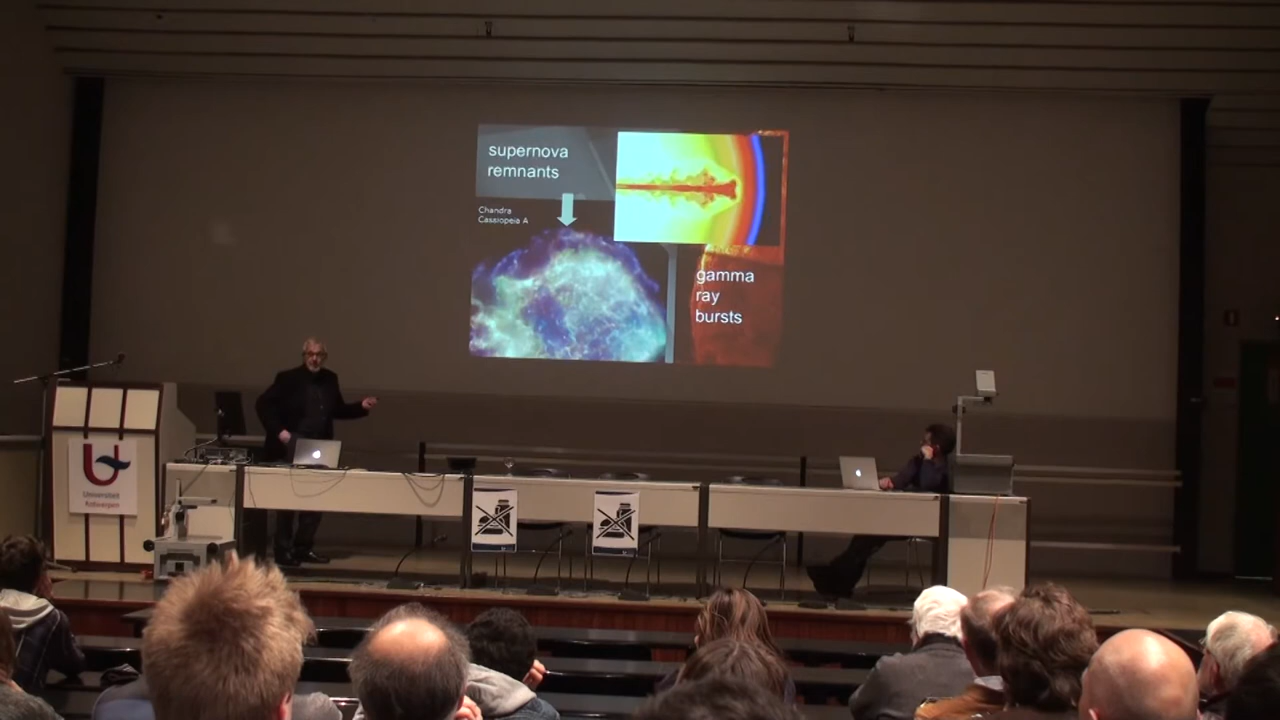 supernova
remnants
Chandra
Cassiopeia A
gamma
ray
bursts
Universiteit
Antwerpen